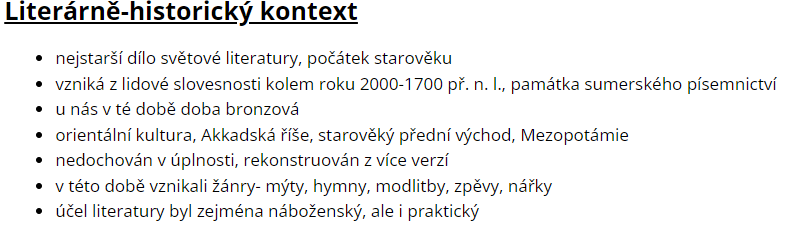 Literárně-historický kontext
• nejstarší dílo světové literatury, počátek starověku
• vzniká z lidové slovesnosti kolem roku 2000-1700 př. n. l., památka sumerského písemnictví
• u nás v té době doba bronzová
• orientální kultura, Akkadská říše, starověký přední východ, Mezopotámie
• nedochován v úplnosti, rekonstruován z více verzí
• v této době vznikali žánry- mýty, hymny, modlitby, zpěvy, nářky
• účel literatury byl zejména náboženský, ale i praktický